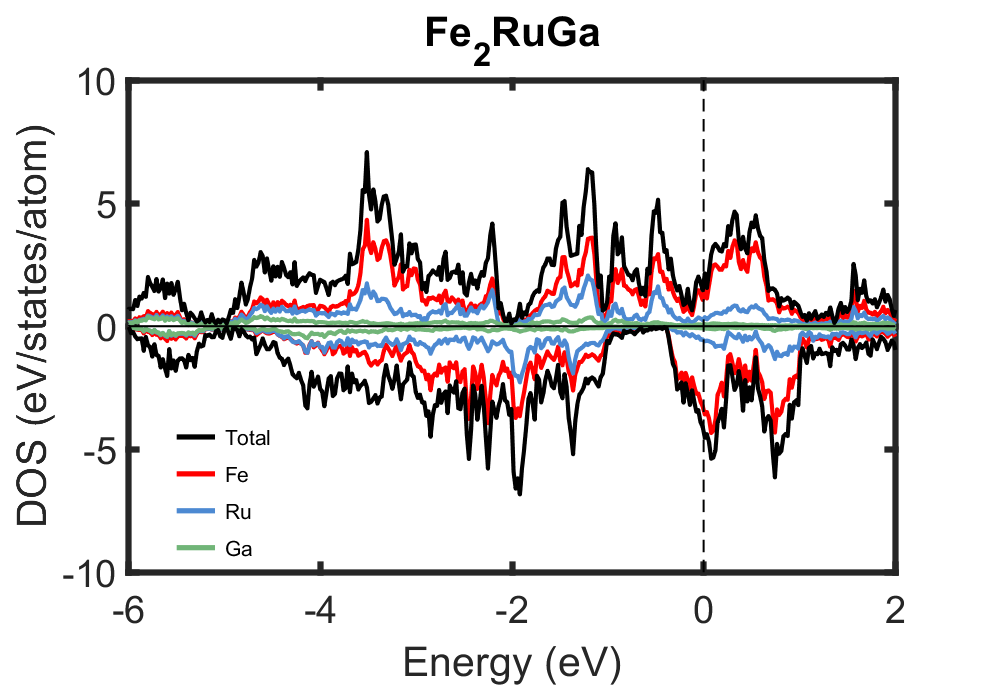 Fe₂RuGa
10
5
0
-5
-10
DOS (eV/states/atom)
Total
Fe
Ru
Ga
-6 -4 -2 0 2
Energy (eV)